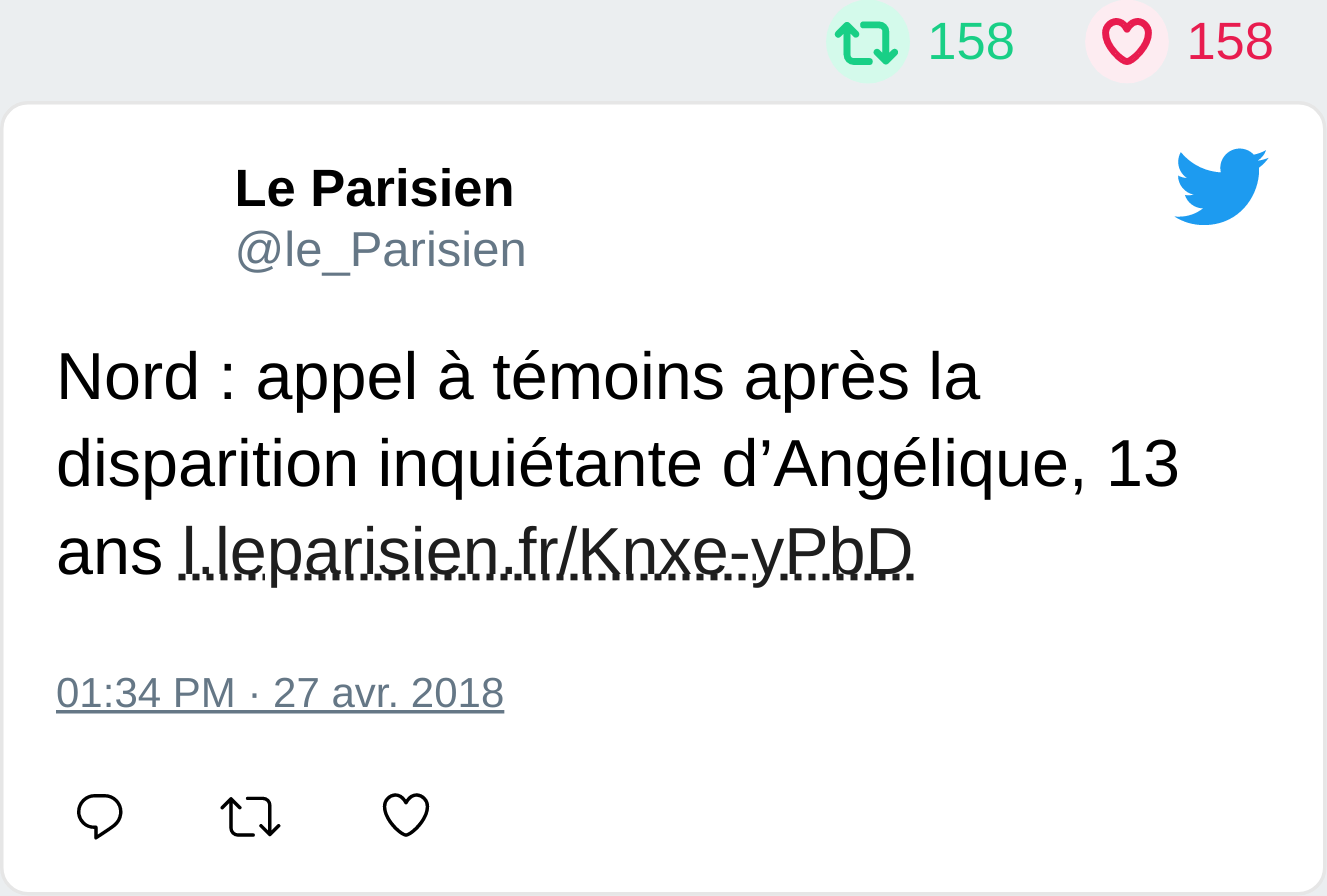 158 158
Le Parisien
@le_Parisien
Nord : appel à témoins après la
disparition inquiétante d’Angélique, 13
ans l.leparisien.fr/Knxe-yPbD
01:34 PM · 27 avr. 2018